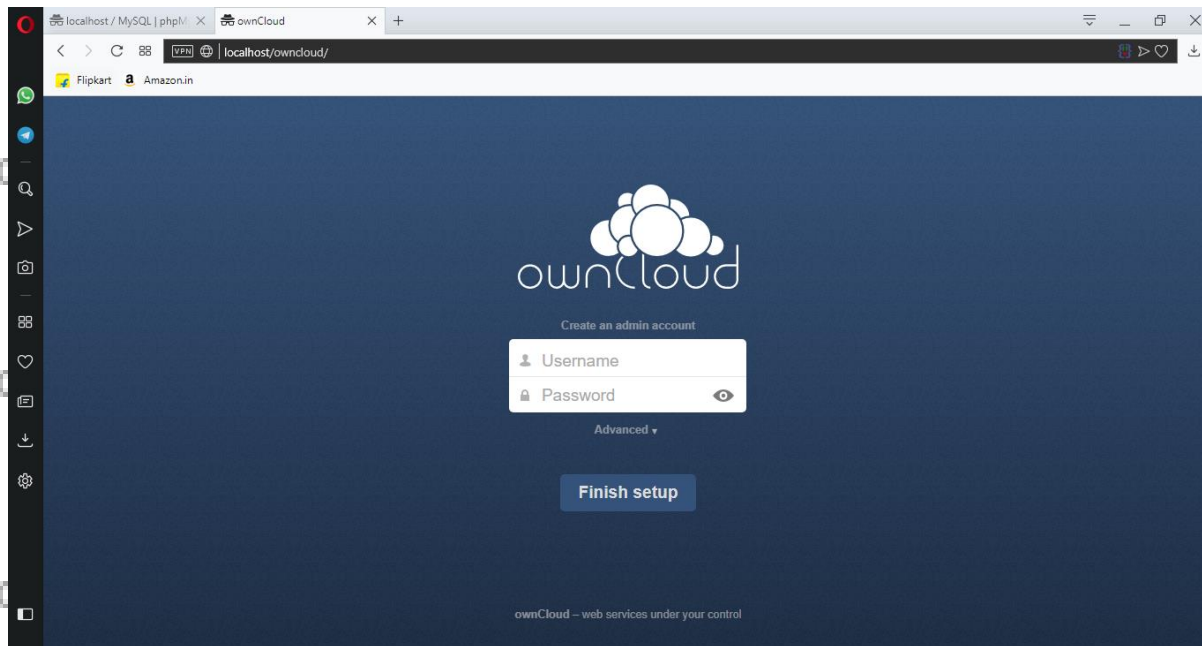 localhost / MySQL | phpM
ownCloud
VPN
localhost/owncloud/
Flipkart
a Amazon.in
ownCloud
Create an admin account
Username
Password
Advanced ▾
Finish setup
ownCloud – web services under your control